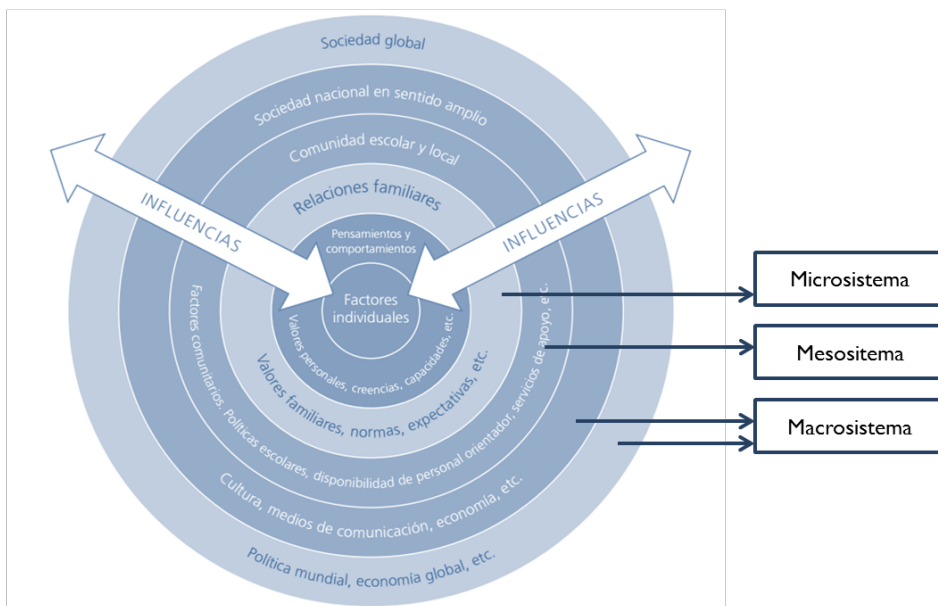 Sociedad global
Sociedad nacional en sentido amplio
Comunidad escolar y local
Relaciones familiares
INFLUENCIAS
INFLUENCIAS
Pensamientos y
comportamientos
Factores
individuales
Valores personales, creencias, capacidades, etc.
Valores familiares, normas, expectativas, etc.
Factores comunitarios. Políticas escolares, disponibilidad de personal orientador, servicios de apoyo, etc.
Cultura, medios de comunicación, economía, etc.
Política mundial, economía global, etc.
Microsistema
Mesositema
Macrosistema